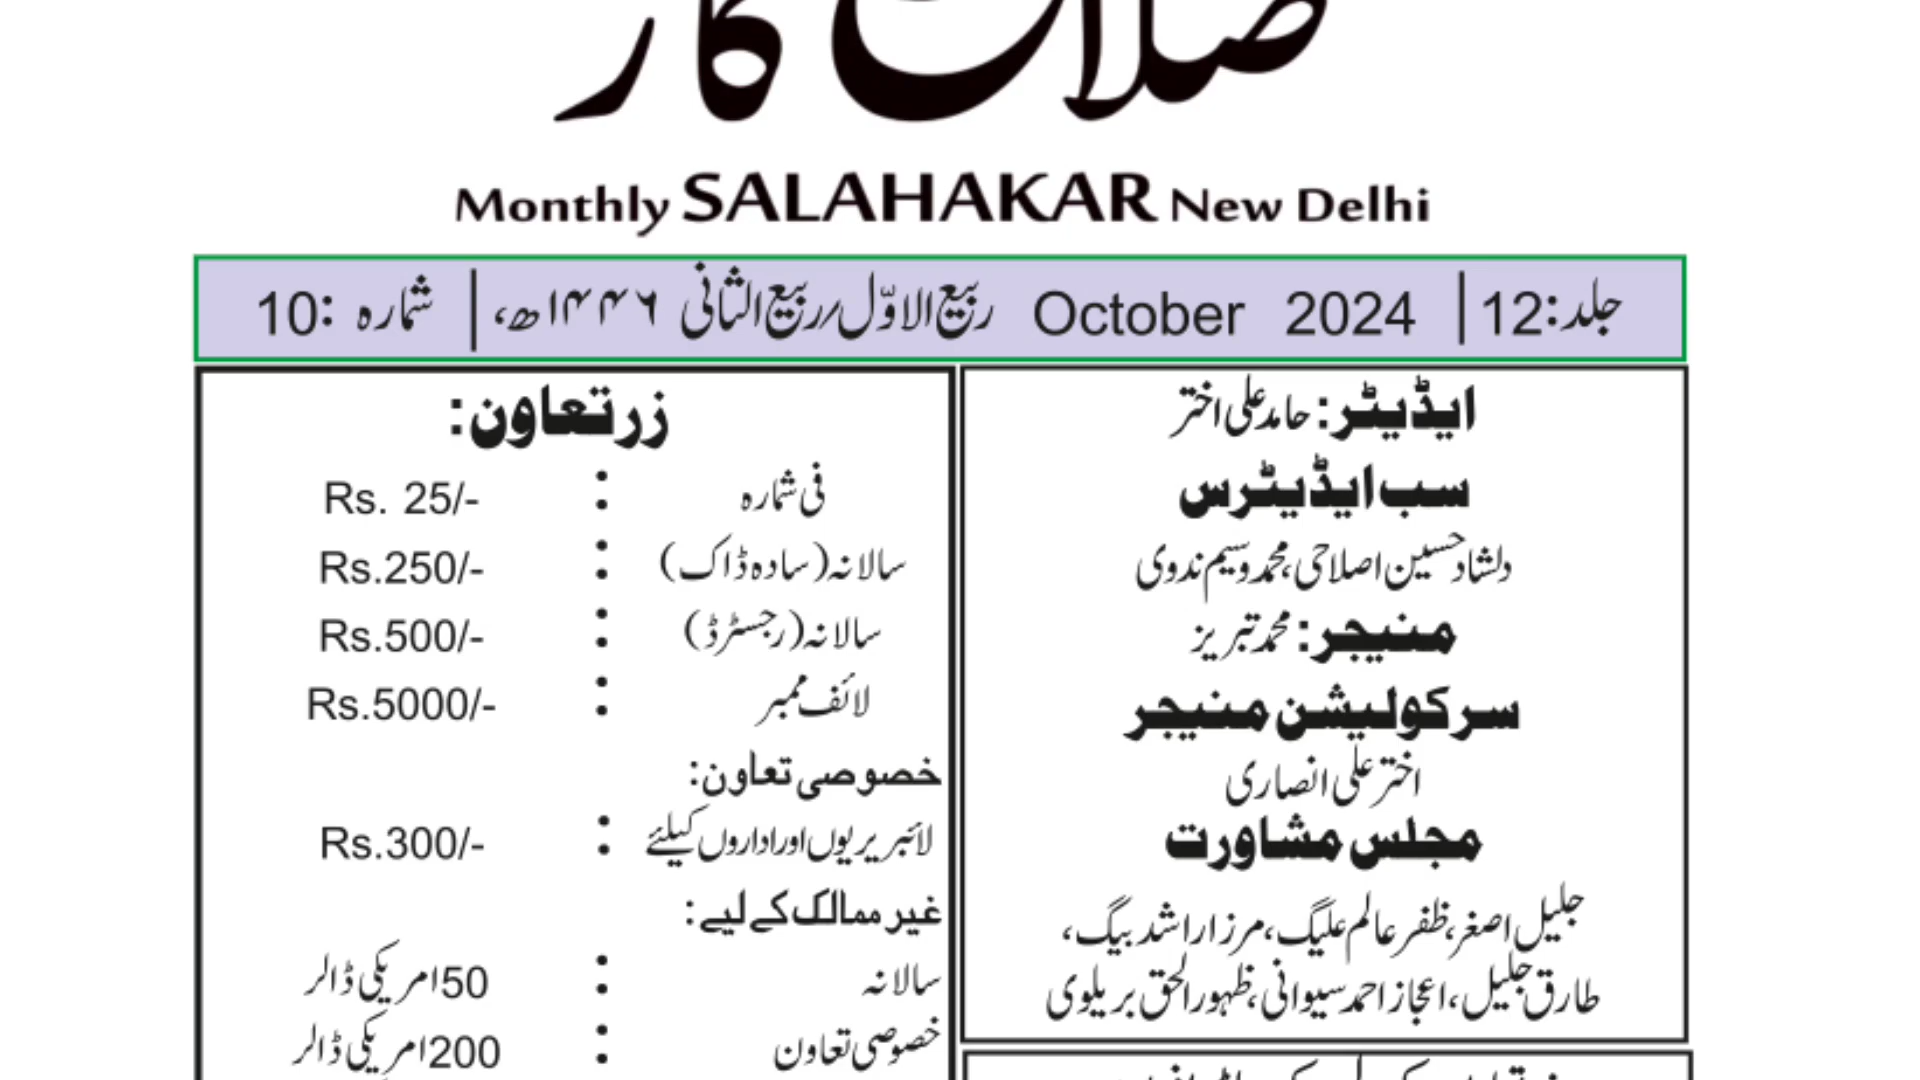 Monthly SALAHAKAR New Delhi
جلد:12 | October 2024 ربیع الاوّل/ربیع الثانی ۱۴۴۶ھ، | شمارہ :10
ایڈیٹر: حامد علی اختر
سب ایڈیٹرس
دلشاد حسین اصلاحی، محمد وسیم ندوی
منیجر: محمد تبریز
سرکولیشن منیجر
اختر علی انصاری
مجلس مشاورت
جلیل اصغر، ظفر عالم علیگ، مرزا راشد بیگ،
طارق جلیل، اعجاز احمد سیوانی، ظہور الحق بریلوی
زر تعاون:
فی شمارہ : Rs. 25/-
سالانہ (سادہ ڈاک) : Rs.250/-
سالانہ (رجسٹرڈ) : Rs.500/-
لائف ممبر : Rs.5000/-
خصوصی تعاون:
لائبریریوں اور اداروں کیلئے : Rs.300/-
غیر ممالک کے لیے:
سالانہ : 50امریکی ڈالر
خصوصی تعاون : 200امریکی ڈالر